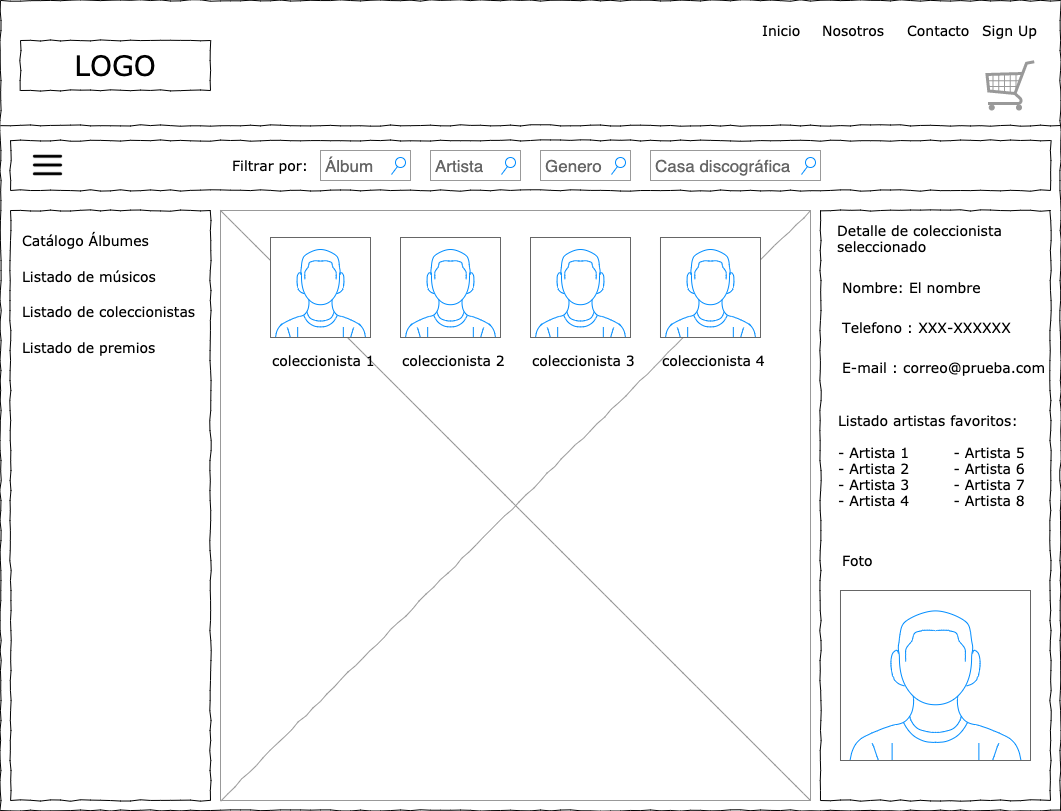 Inicio Nosotros Contacto Sign Up
LOGO
Filtrar por: Álbum Artista Genero Casa discográfica
Catálogo Álbumes
Listado de músicos
Listado de coleccionistas
Listado de premios
coleccionista 1 coleccionista 2 coleccionista 3 coleccionista 4
Detalle de coleccionista
seleccionado
Nombre: El nombre
Telefono : XXX-XXXXXX
E-mail : correo@prueba.com
Listado artistas favoritos:
- Artista 1 - Artista 5
- Artista 2 - Artista 6
- Artista 3 - Artista 7
- Artista 4 - Artista 8
Foto